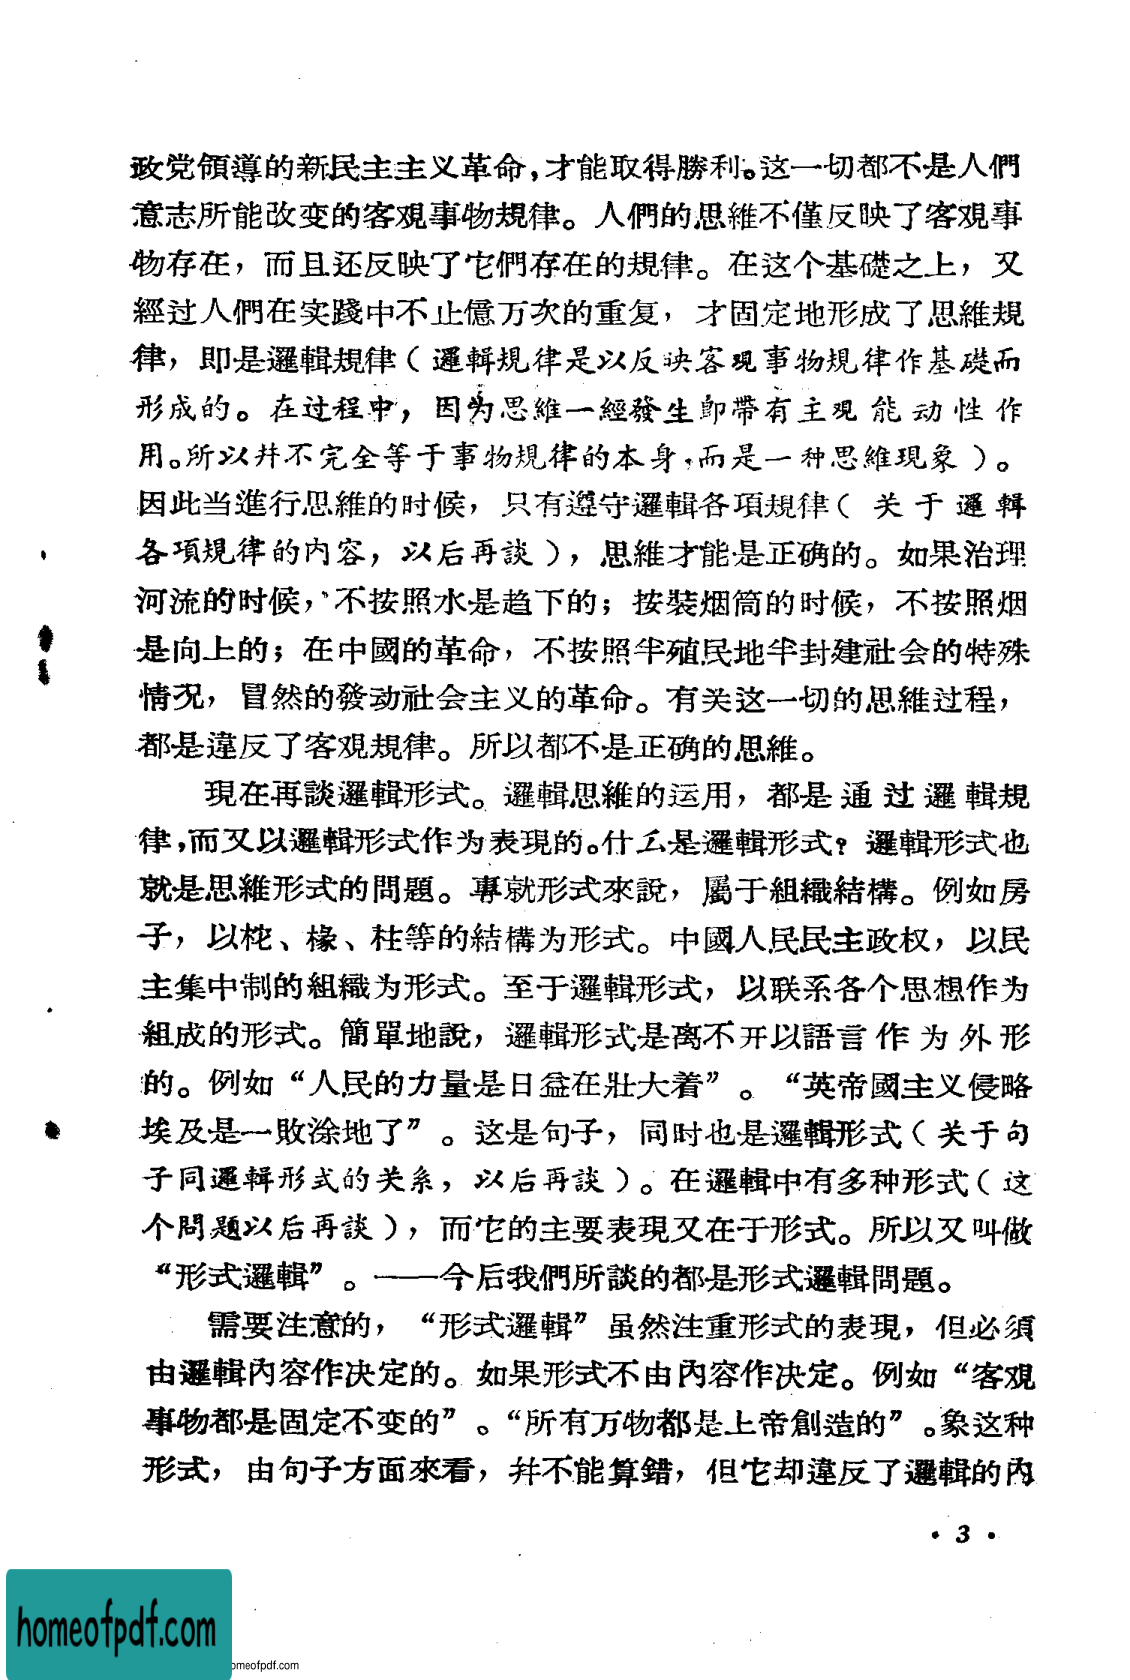 政党領導的新民主主义革命，才能取得勝利。这一切都不是人們
意志所能改变的客观事物規律。人們的思維不僅反映了客观事
物存在，而且还反映了它們存在的規律。在这个基礎之上，又
經过人們在实踐中不止億万次的重复，才固定地形成了思維規
律，即是邏輯規律（邏輯規律是以反映客观事物規律作基礎而
形成的。在过程中，因为思維一經發生卽帶有主观能动性作
用。所以幷不完全等于事物規律的本身，而是一种思維現象）。
因此当進行思維的时候，只有遵守邏輯各項規律（关于邏輯
各項規律的内容，以后再談），思維才能是正确的。如果治理
河流的时候，不按照水是趋下的；按裝烟筒的时候，不按照烟
是向上的；在中國的革命，不按照半殖民地半封建社会的特殊
情况，冒然的發动社会主义的革命。有关这一切的思維过程，
都是違反了客观規律。所以都不是正确的思維。
現在再談邏輯形式。邏輯思維的运用，都是通过邏輯規
律，而又以邏輯形式作为表現的。什么是邏輯形式？邏輯形式也
就是思維形式的問題。專就形式來說，屬于組織結構。例如房
子，以柁、椽、柱等的結構为形式。中國人民民主政权，以民
主集中制的組織为形式。至于邏輯形式，以联系各个思想作为
組成的形式。簡單地說，邏輯形式是离不开以語言作为外形
的。例如“人民的力量是日益在壯大着”。“英帝國主义侵略
埃及是一敗涂地了”。这是句子，同时也是邏輯形式（关于句
子同邏輯形式的关系，以后再談）。在邏輯中有多种形式（这
个問題以后再談），而它的主要表現又在于形式。所以又叫做
“形式邏輯”。——今后我們所談的都是形式邏輯問題。
需要注意的，“形式邏輯”虽然注重形式的表現，但必須
由邏輯内容作决定的。如果形式不由内容作决定。例如“客观
事物都是固定不变的”。“所有万物都是上帝創造的”。象这种
形式，由句子方面來看，幷不能算錯，但它却違反了邏輯的内
• 3 •
homeofpdf.com
omeofpdf.com